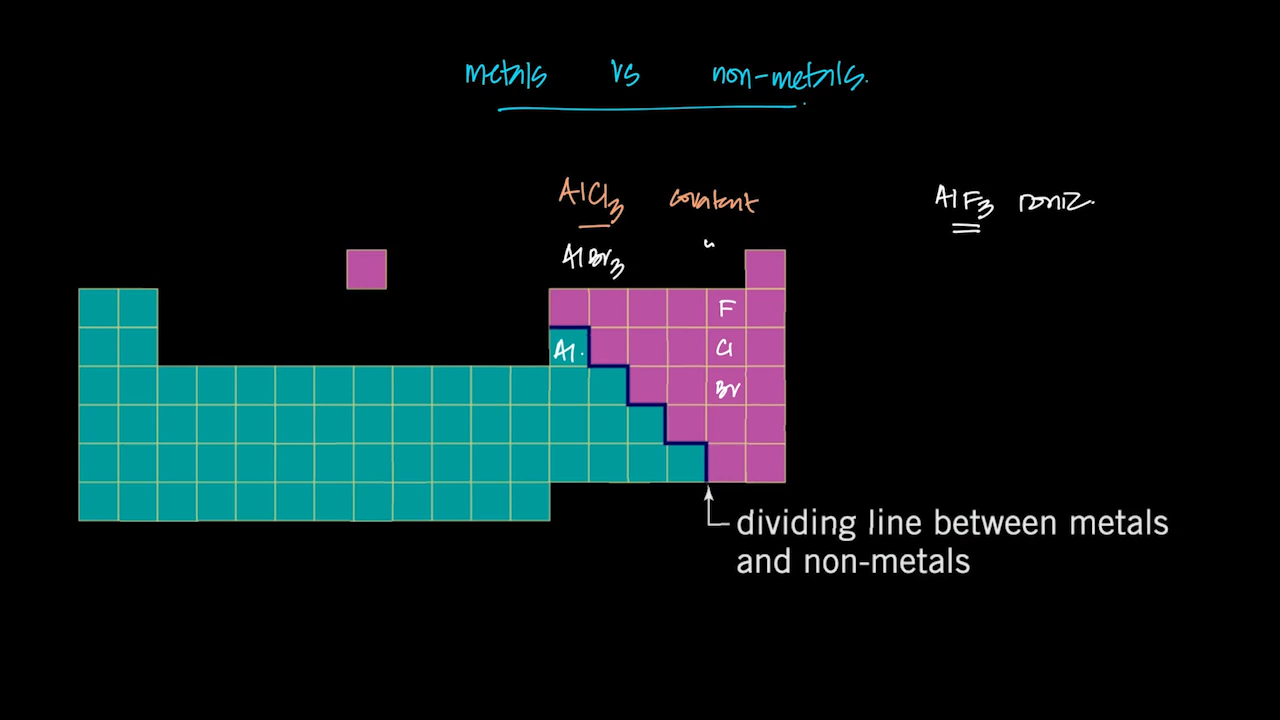 metals vs non-metals.
AlCl3 covalent AlF3 ionic.
AlBr3 "
F
Al. Cl
Br
dividing line between metals
and non-metals